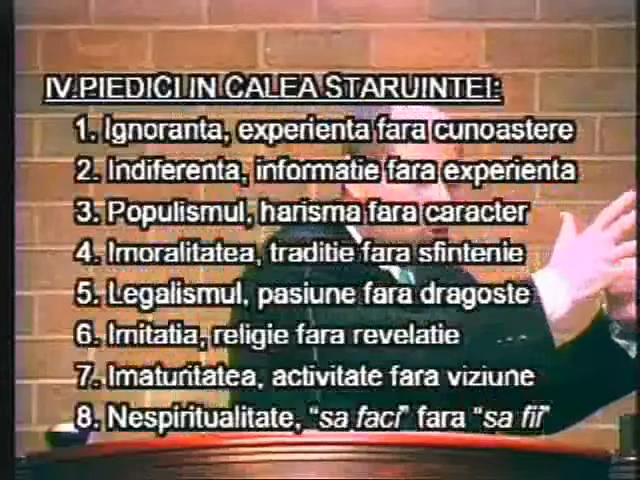 IV.PIEDICI IN CALEA STARUINTEI:
1. Ignoranta, experienta fara cunoastere
2. Indiferenta, informatie fara experienta
3. Populismul, harisma fara caracter
4. Imoralitatea, traditie fara sfintenie
5. Legalismul, pasiune fara dragoste
6. Imitatia, religie fara revelatie
7. Imaturitatea, activitate fara viziune
8. Nespiritualitate, “sa faci” fara “sa fii”